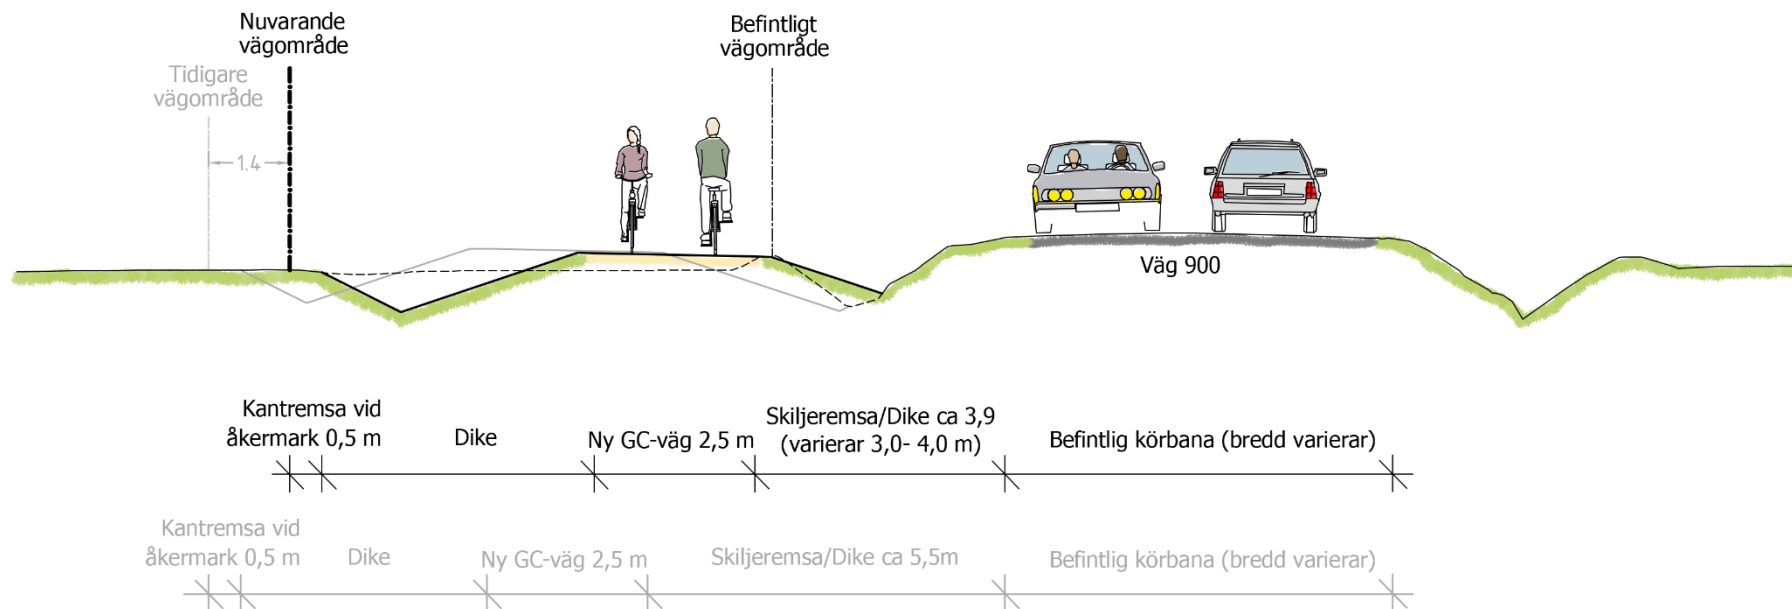 Nuvarande
vägområde
Befintligt
vägområde
Tidigare
vägområde
1.4
Väg 900
Kantremsa vid
åkermark 0,5 m
Dike
Ny GC-väg 2,5 m
Skiljeremsa/Dike ca 3,9
(varierar 3,0- 4,0 m)
Befintlig körbana (bredd varierar)
Kantremsa vid
åkermark 0,5 m
Dike
Ny GC-väg 2,5 m
Skiljeremsa/Dike ca 5,5m
Befintlig körbana (bredd varierar)